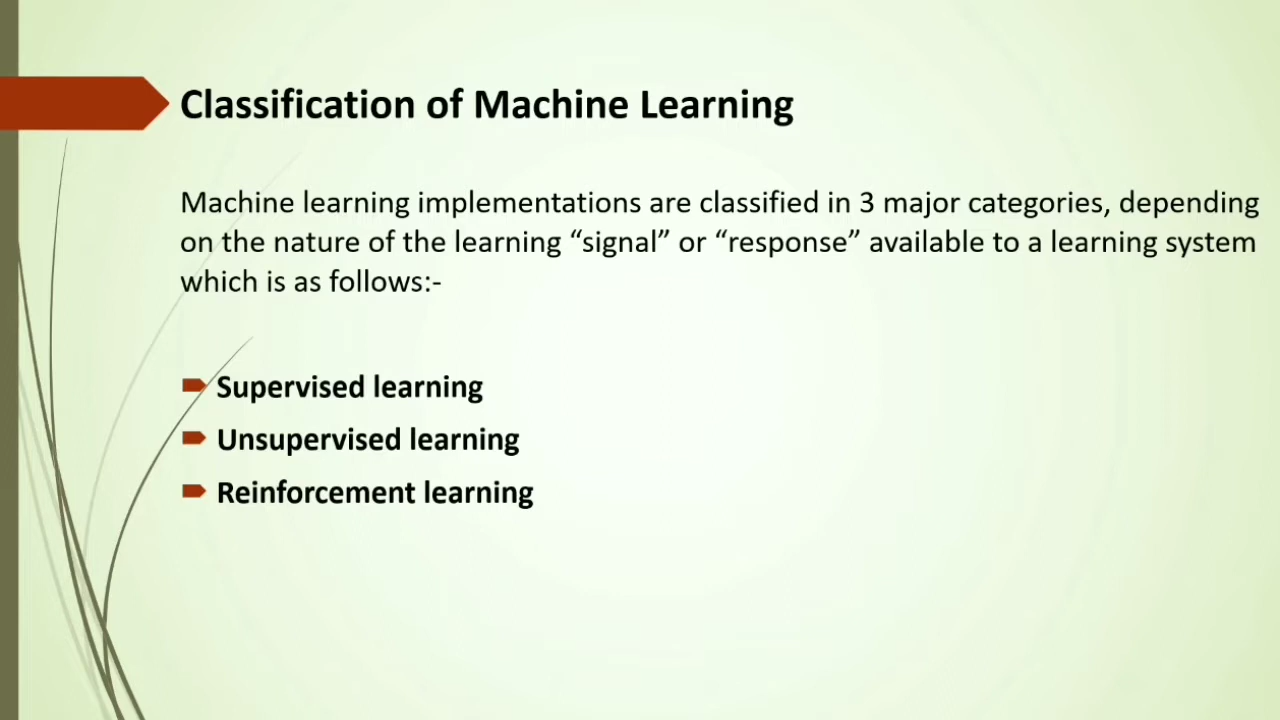 Classification of Machine Learning
Machine learning implementations are classified in 3 major categories, depending
on the nature of the learning “signal” or “response” available to a learning system
which is as follows:-
Supervised learning
Unsupervised learning
Reinforcement learning